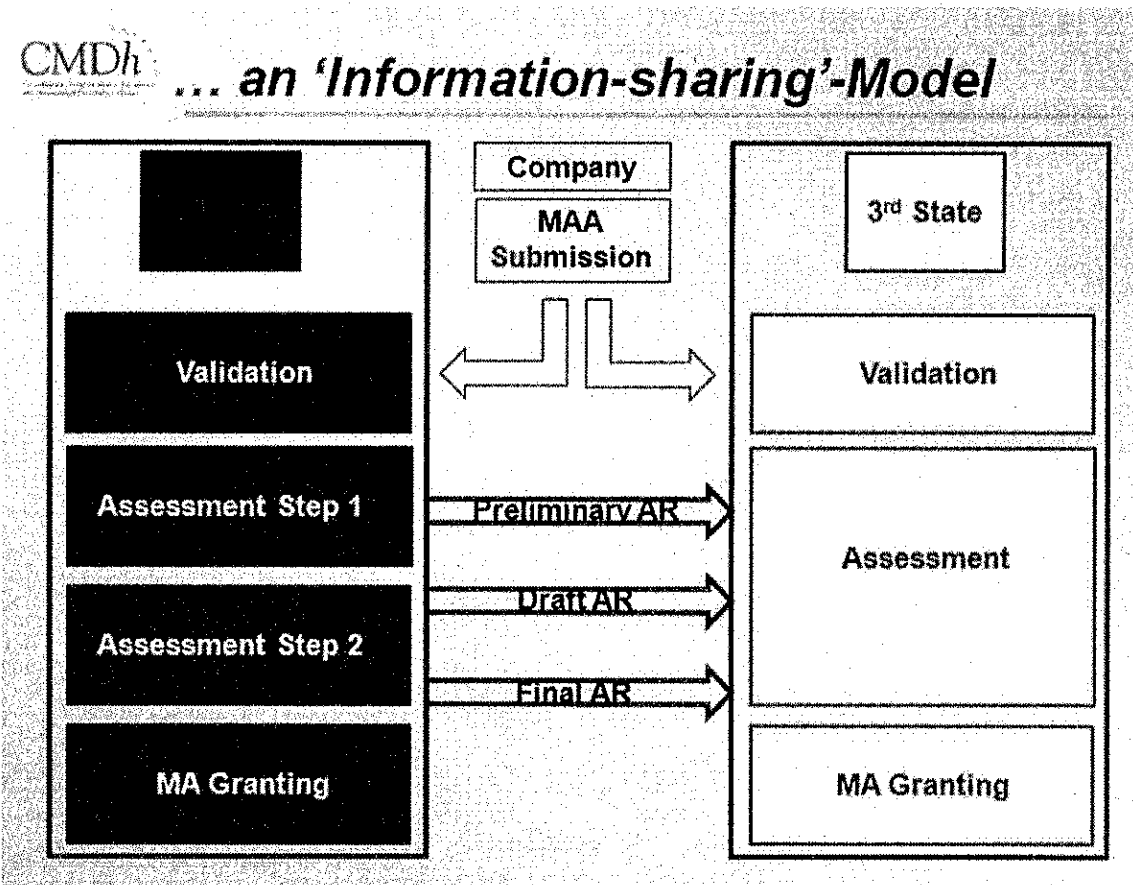 CMDh
... an 'Information-sharing'-Model
Company
MAA
Submission
3rd State
Validation
Validation
Assessment Step 1
Preliminary AR
Assessment
Draft AR
Assessment Step 2
Final AR
MA Granting
MA Granting